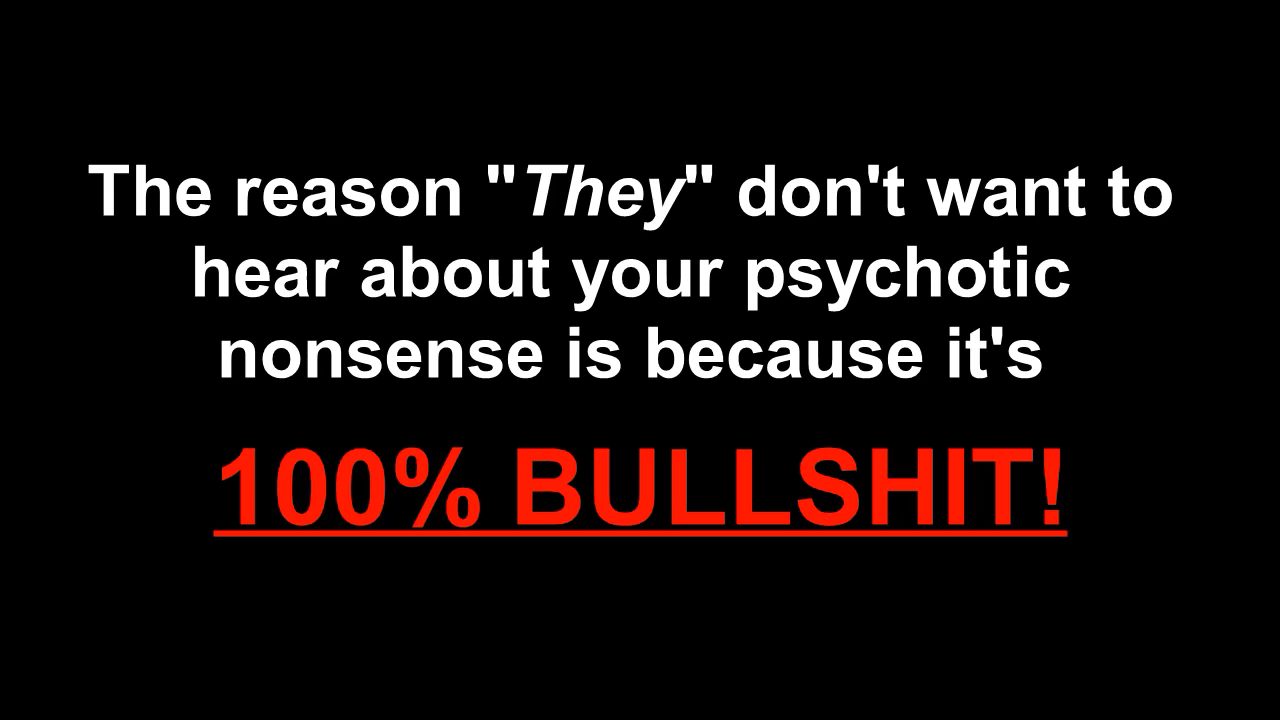 The reason "They" don't want to
hear about your psychotic
nonsense is because it's
100% BULLSHIT!